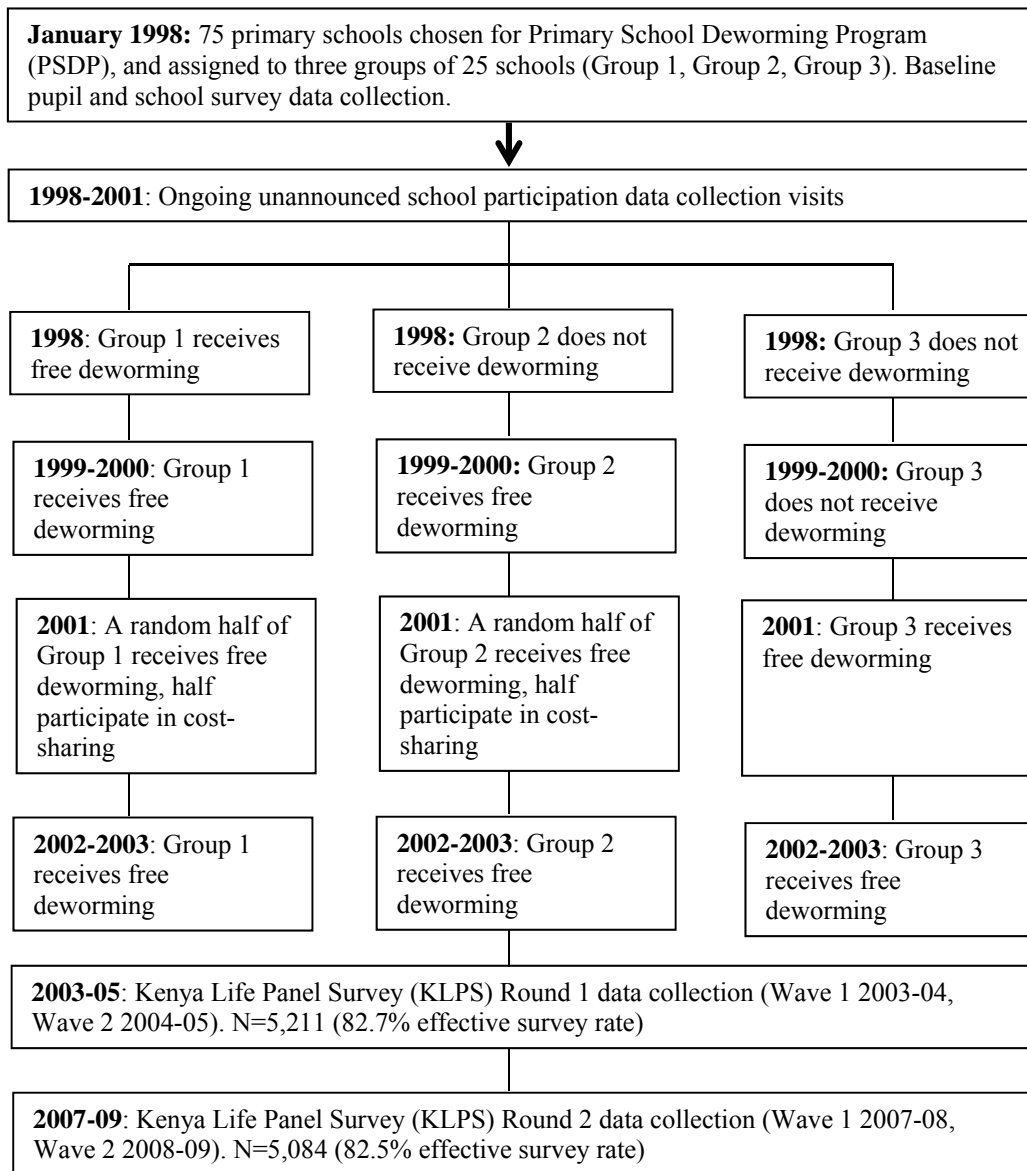 January 1998: 75 primary schools chosen for Primary School Deworming Program
(PSDP), and assigned to three groups of 25 schools (Group 1, Group 2, Group 3). Baseline
pupil and school survey data collection.
1998-2001: Ongoing unannounced school participation data collection visits
1998: Group 1 receives
free deworming
1998: Group 2 does not
receive deworming
1998: Group 3 does not
receive deworming
1999-2000: Group 1
receives free
deworming
1999-2000: Group 2
receives free
deworming
1999-2000: Group 3
does not receive
deworming
2001: A random half of
Group 1 receives free
deworming, half
participate in cost-
sharing
2001: A random half of
Group 2 receives free
deworming, half
participate in cost-
sharing
2001: Group 3 receives
free deworming
2002-2003: Group 1
receives free
deworming
2002-2003: Group 2
receives free
deworming
2002-2003: Group 3
receives free
deworming
2003-05: Kenya Life Panel Survey (KLPS) Round 1 data collection (Wave 1 2003-04,
Wave 2 2004-05). N=5,211 (82.7% effective survey rate)
2007-09: Kenya Life Panel Survey (KLPS) Round 2 data collection (Wave 1 2007-08,
Wave 2 2008-09). N=5,084 (82.5% effective survey rate)